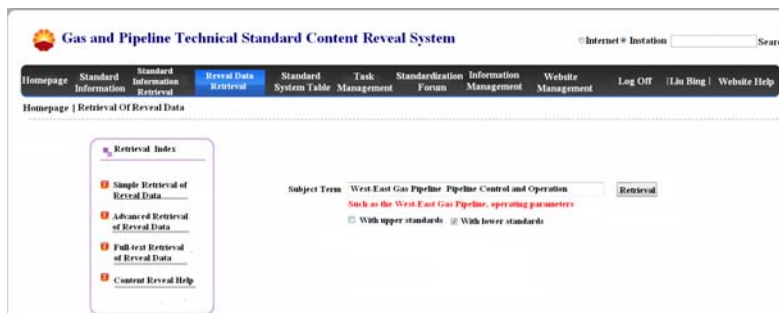 Gas and Pipeline Technical Standard Content Reveal System
Internet Instation
Sear
Homepage
Standard Information
Standard Information Retrieval
Reveal Data Retrieval
Standard System Table
Task Management
Standardization Forum
Information Management
Website Management
Log Off
|Liu Bing|
Website Help
Homepage | Retrieval Of Reveal Data
Retrieval Index
Simple Retrieval of
Reveal Data
Advanced Retrieval
of Reveal Data
Full-text Retrieval
of Reveal Data
Content Reveal Help
Subject Term West-East Gas Pipeline Pipeline Control and Operation Retrieval
Such as the West-East Gas Pipeline, operating parameters
With upper standards With lower standards